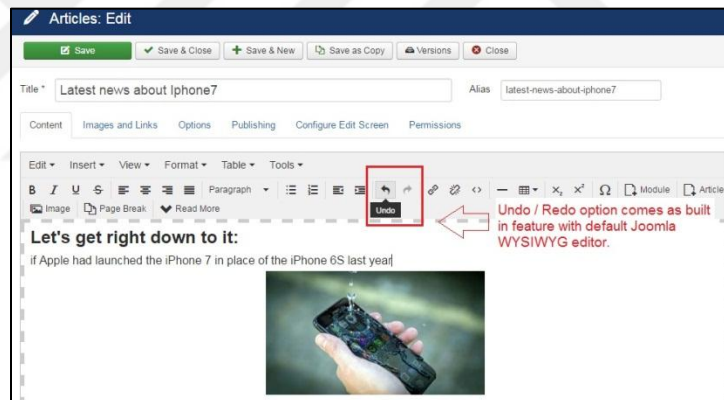 Articles: Edit
Save Save & Close Save & New Save as Copy Versions Close
Title * Latest news about Iphone7 Alias latest-news-about-iphone7
Content Images and Links Options Publishing Configure Edit Screen Permissions
Edit Insert View Format Table Tools
B I U S Paragraph x₂ x² Ω Module Article
Image Page Break Read More
Undo
Undo / Redo option comes as built
in feature with default Joomla
WYSIWYG editor.
Let's get right down to it:
if Apple had launched the iPhone 7 in place of the iPhone 6S last year